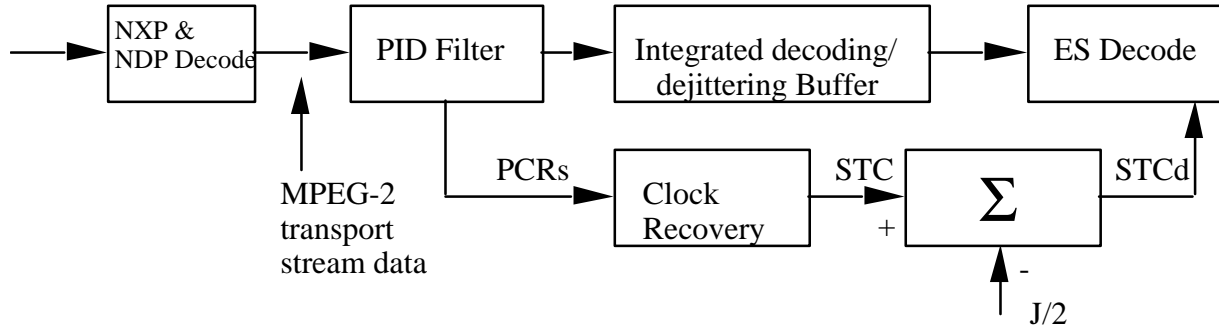 NXP &
NDP Decode
PID Filter
Integrated decoding/
dejittering Buffer
ES Decode
MPEG-2
transport
stream data
PCRs
Clock
Recovery
STC
+
Σ
STCd
-
J/2